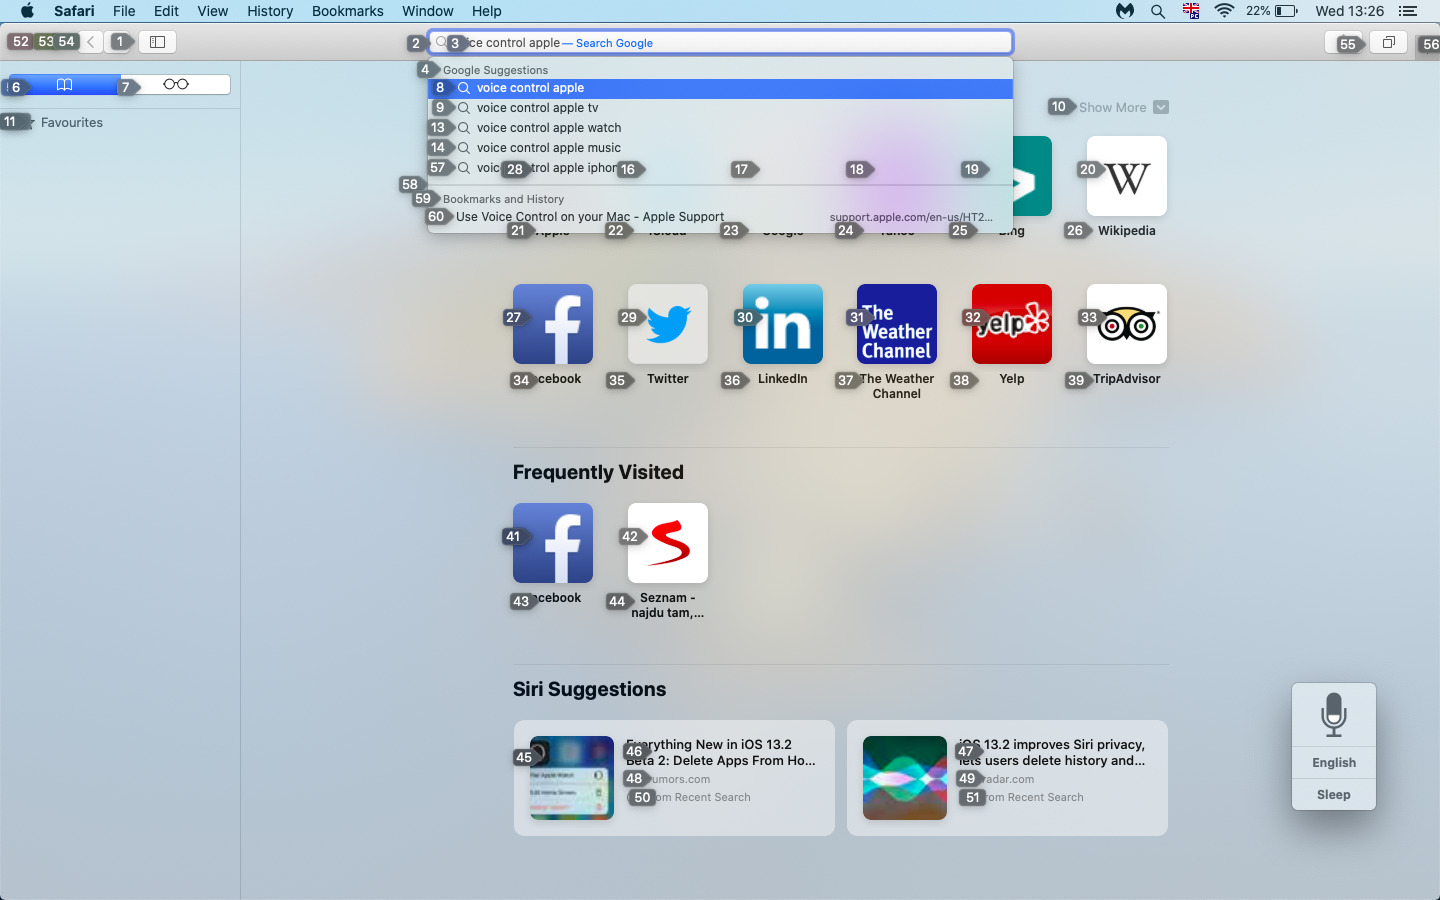 Safari File Edit View History Bookmarks Window Help 22% Wed 13:26
52 53 54 1 2 3 ice control apple — Search Google 55 56
4 Google Suggestions
6 7 8 voice control apple
9 voice control apple tv 10 Show More
11 Favourites 13 voice control apple watch
14 voice control apple music
57 28 trol apple 16 17 18 19 20 W
58
59 Bookmarks and History
60 Use Voice Control on your Mac - Apple Support support.apple.com/en-us/HT2...
21 22 23 24 25 26 Wikipedia
27 f 29 30 in 31 The Weather Channel 32 yelp 33
34 cebook 35 Twitter 36 LinkedIn 37 The Weather Channel 38 Yelp 39 TripAdvisor
Frequently Visited
41 f 42
43 cebook 44 Seznam - najdu tam,...
Siri Suggestions
45 46 Everything New in iOS 13.2
Beta 2: Delete Apps From Ho...
48 umors.com
50 om Recent Search
47 iOS 13.2 improves Siri privacy,
lets users delete history and...
49 adar.com
51 om Recent Search
English
Sleep